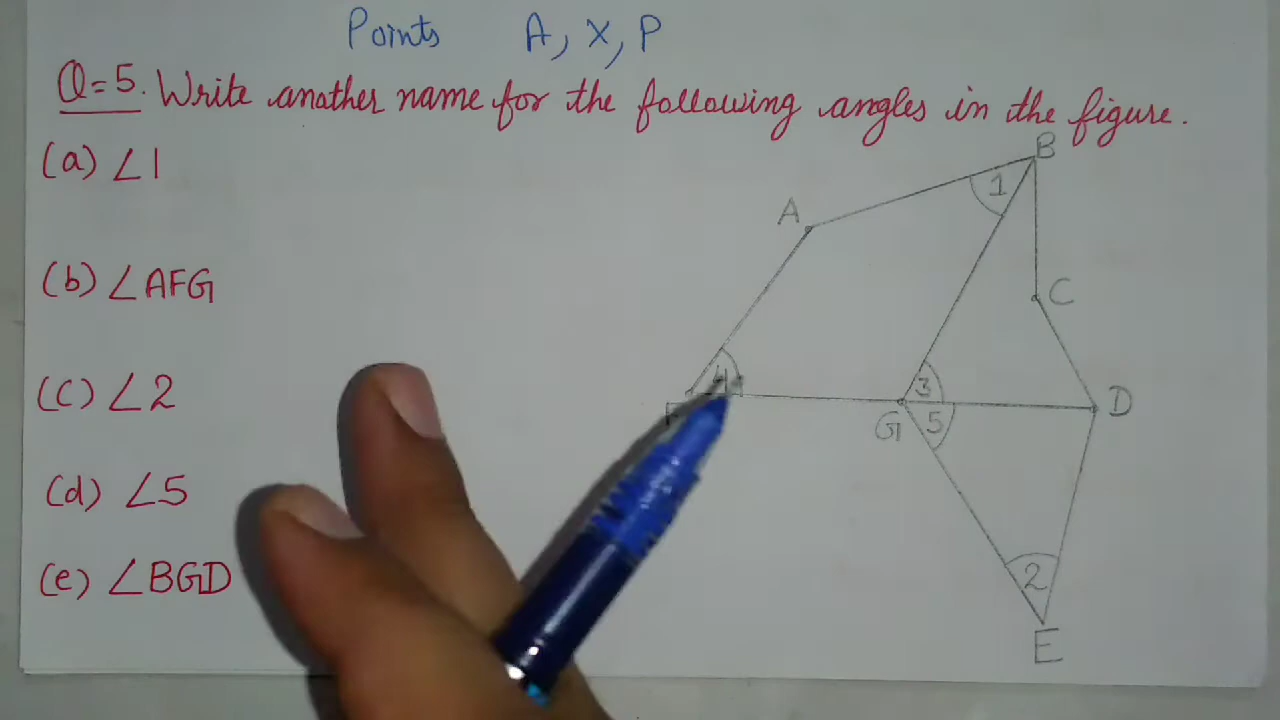 Points A, X, P
Q=5. Write another name for the following angles in the figure.
(a) ∠1
(b) ∠AFG
(c) ∠2
(d) ∠5
(e) ∠BGD
B
1
A
C
4
3
D
G
5
2
E